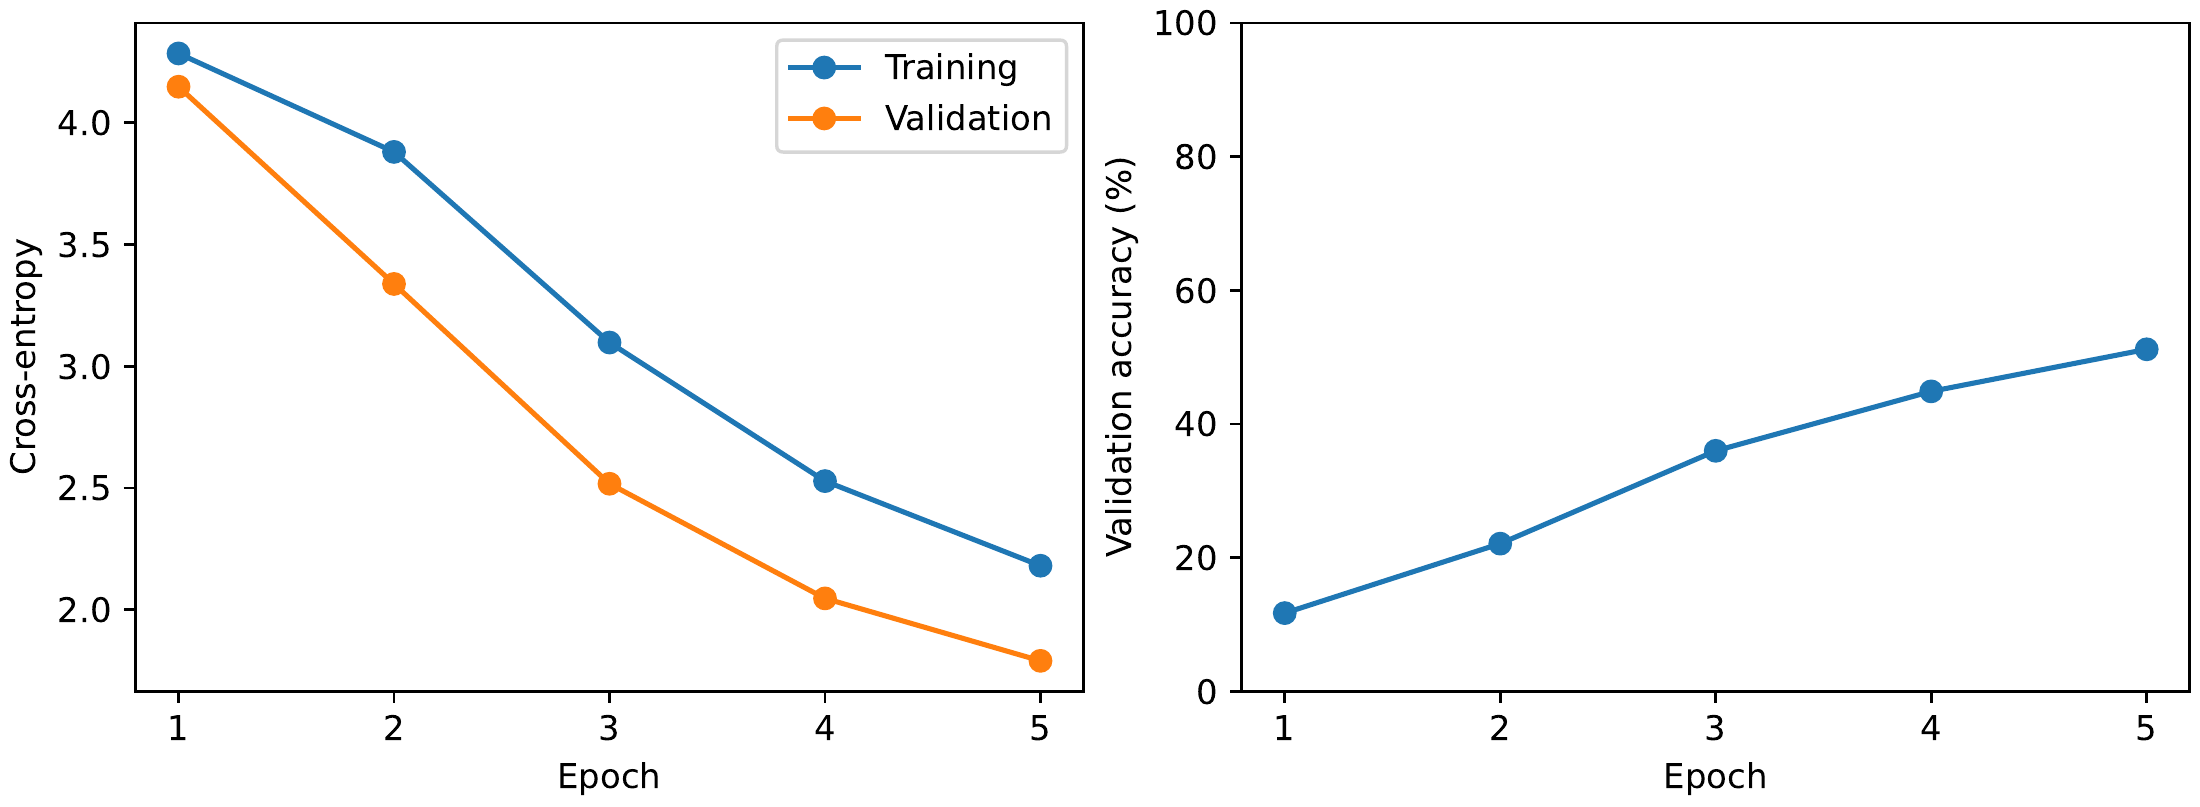 Cross-entropy
4.0
3.5
3.0
2.5
2.0
Training
Validation
1 2 3 4 5
Epoch
Validation accuracy (%)
100
80
60
40
20
0
1 2 3 4 5
Epoch